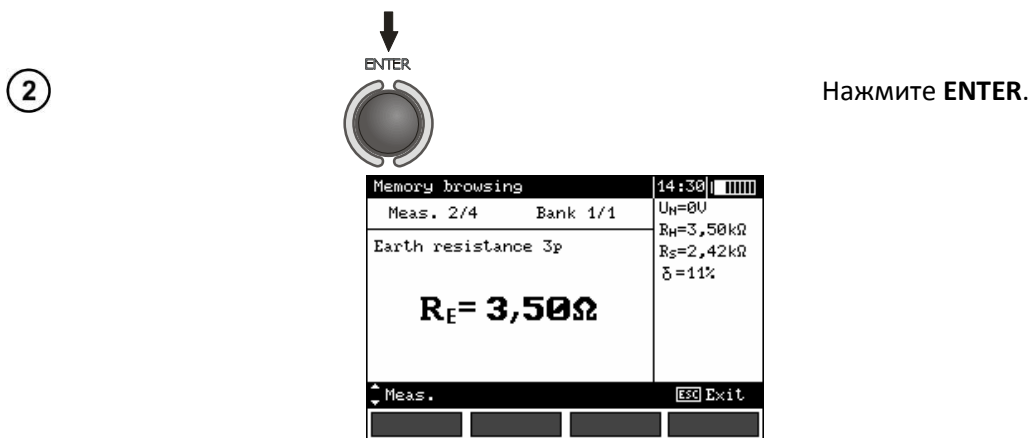 ENTER
2
Нажмите ENTER.
Memory browsing 14:30
Meas. 2/4 Bank 1/1
Earth resistance 3p
RE= 3,50Ω
UN=0V
RH=3,50kΩ
RS=2,42kΩ
δ=11%
Meas. ESC Exit